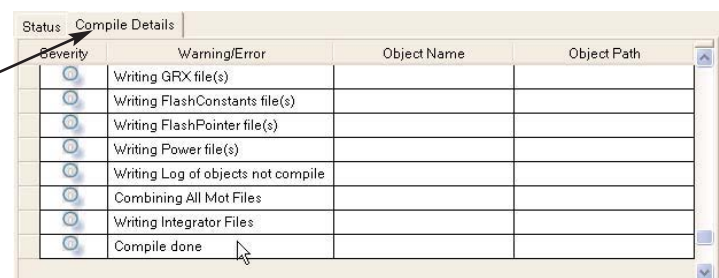 Status Compile Details
Severity Warning/Error Object Name Object Path
Writing GRX file(s)
Writing FlashConstants file(s)
Writing FlashPointer file(s)
Writing Power file(s)
Writing Log of objects not compile
Combining All Mot Files
Writing Integrator Files
Compile done